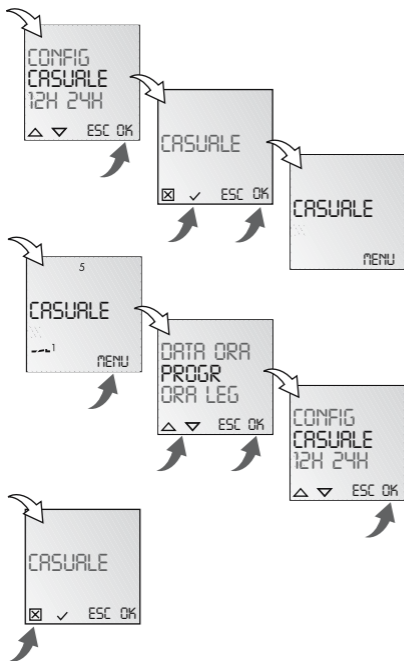 CONFIG
CASUALE
12H 24H
ESC OK
CASUALE
ESC OK
CASUALE
MENU
5
CASUALE
1
MENU
DATA ORA
PROGR
ORA LEG
ESC OK
CONFIG
CASUALE
12H 24H
ESC OK
CASUALE
ESC OK